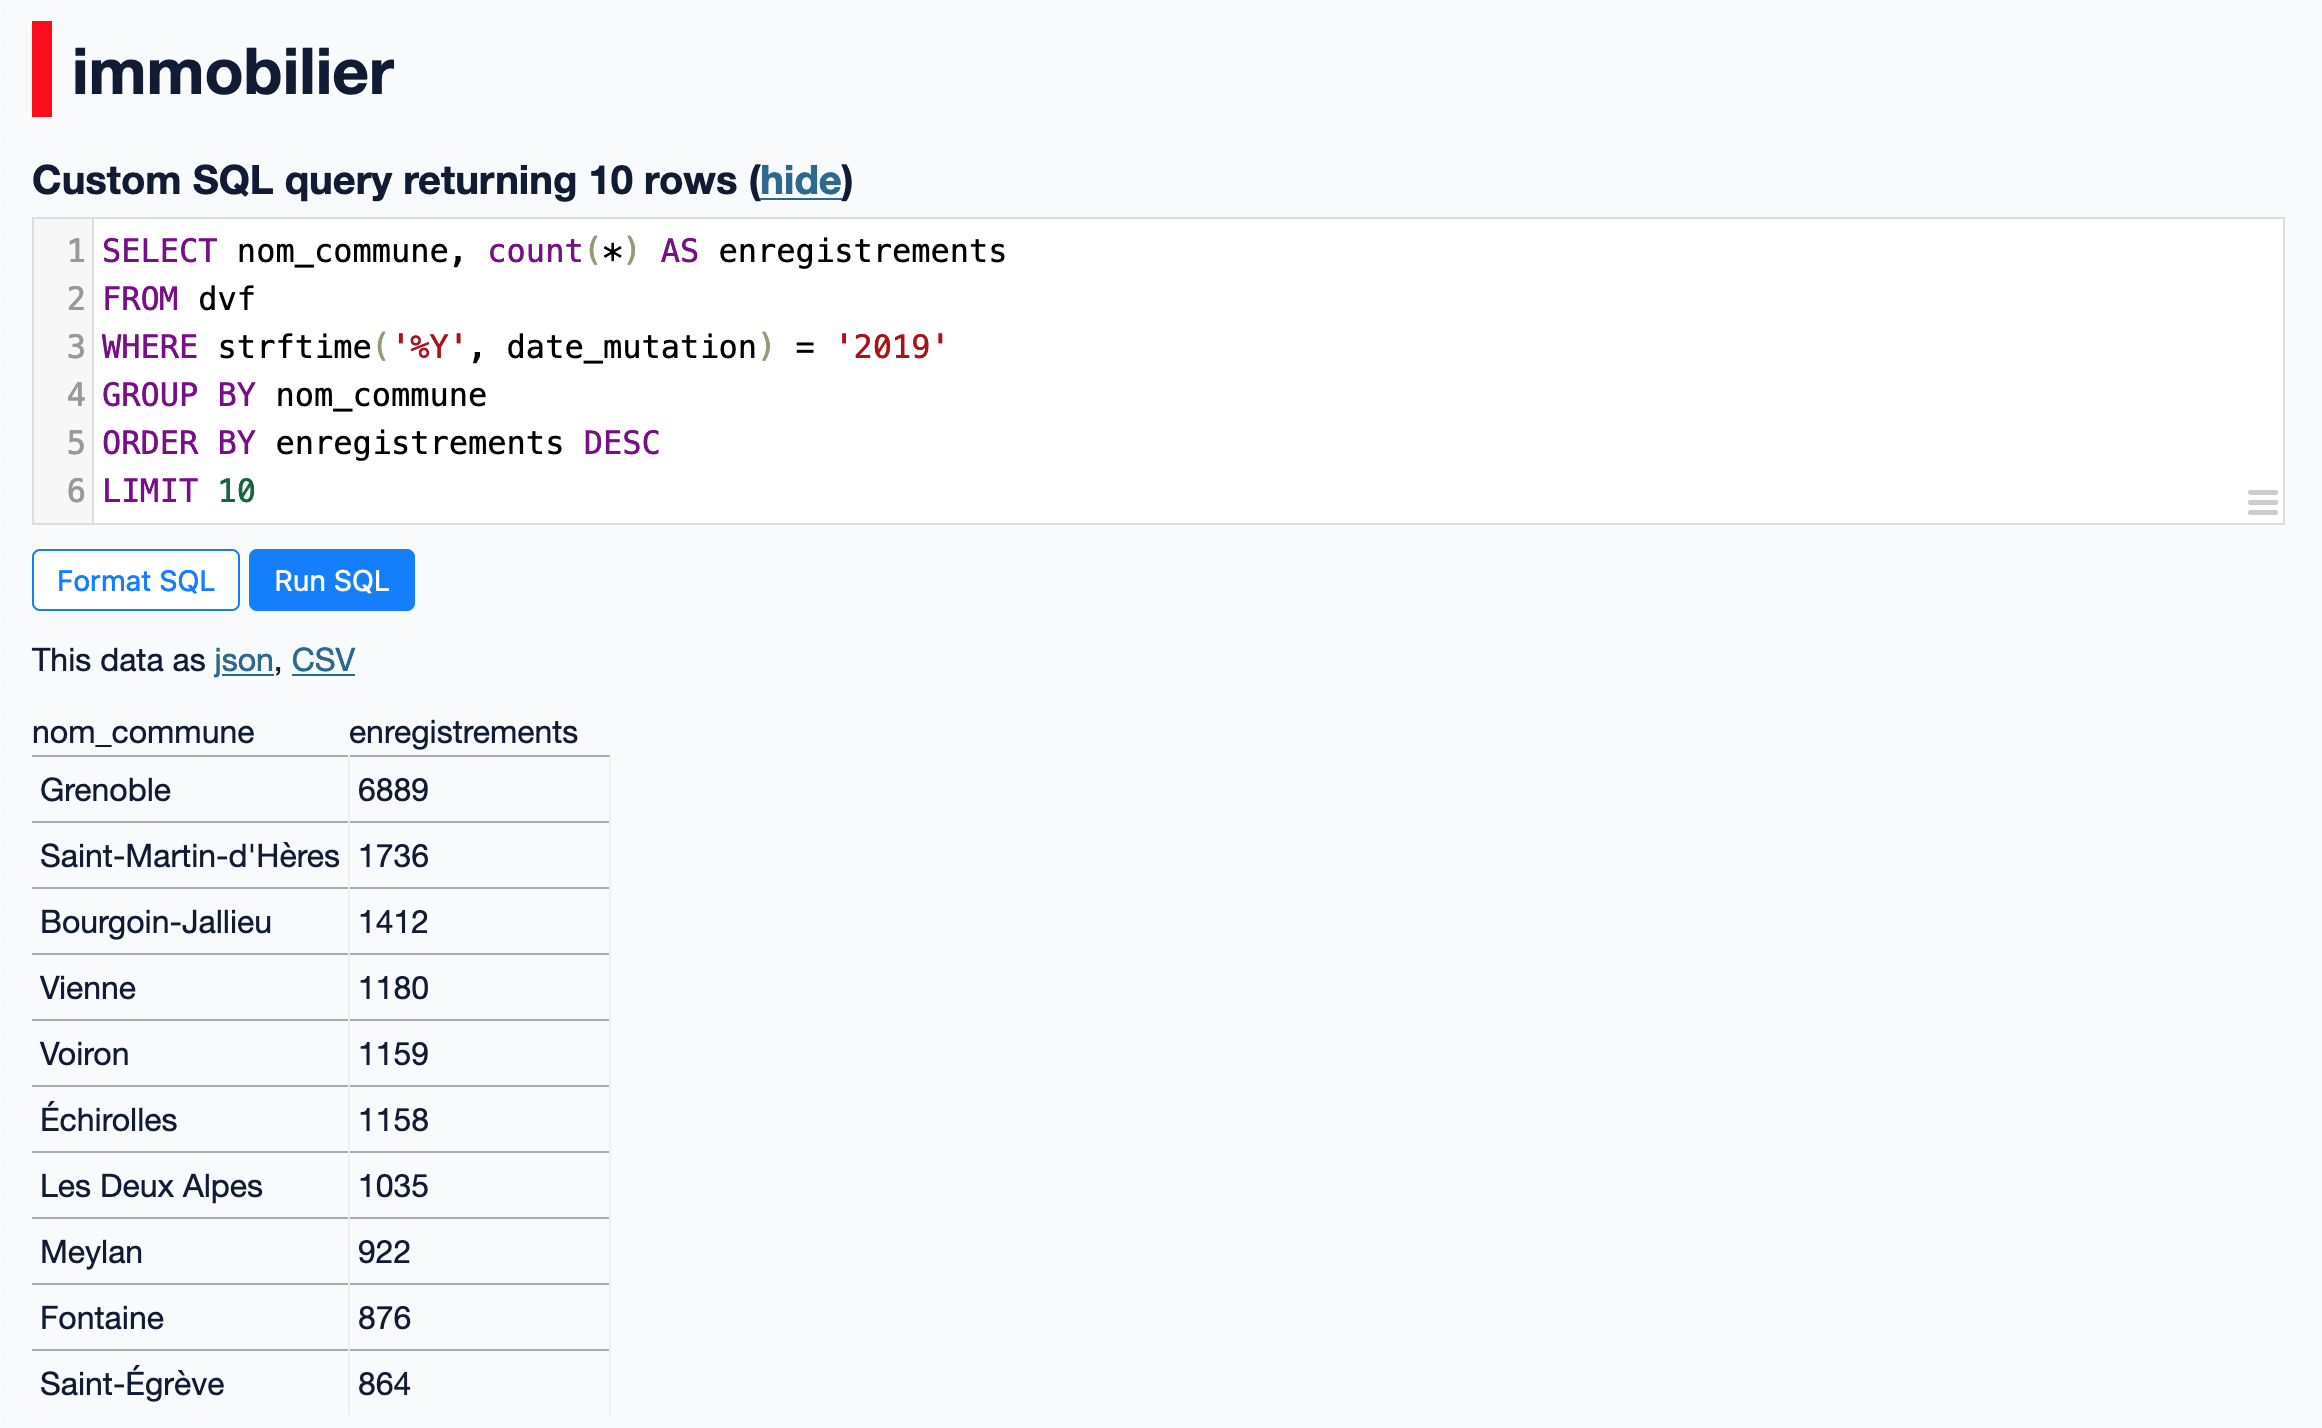 immobilier
Custom SQL query returning 10 rows (hide)
1 SELECT nom_commune, count(*) AS enregistrements
2 FROM dvf
3 WHERE strftime('%Y', date_mutation) = '2019'
4 GROUP BY nom_commune
5 ORDER BY enregistrements DESC
6 LIMIT 10
Format SQL Run SQL
This data as json, CSV
nom_commune enregistrements
Grenoble 6889
Saint-Martin-d'Hères 1736
Bourgoin-Jallieu 1412
Vienne 1180
Voiron 1159
Échirolles 1158
Les Deux Alpes 1035
Meylan 922
Fontaine 876
Saint-Égrève 864